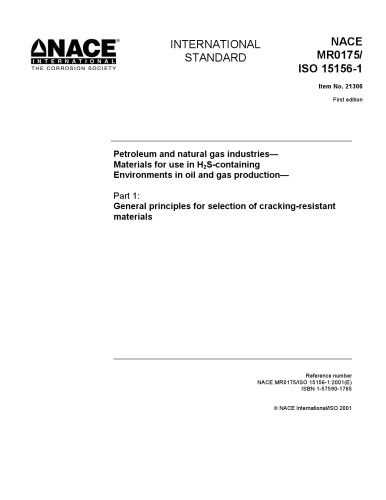 NACE®
INTERNATIONAL
THE CORROSION SOCIETY
INTERNATIONAL
STANDARD
NACE
MR0175/
ISO 15156-1
Item No. 21306
First edition
Petroleum and natural gas industries—
Materials for use in H₂S-containing
Environments in oil and gas production—
Part 1:
General principles for selection of cracking-resistant
materials
Reference number
NACE MR0175/ISO 15156-1:2001(E)
ISBN 1-57590-1765
© NACE International/ISO 2001